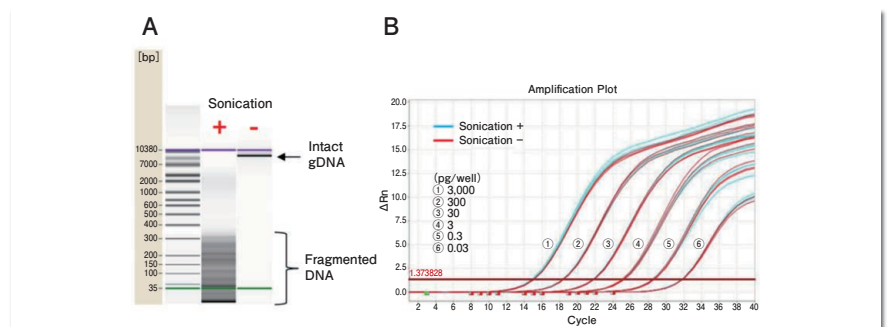 A
[bp]
10380
7000
2000
1000
600
500
400
300
200
150
100
35
Sonication
+ -
Intact
gDNA
Fragmented
DNA
B
Amplification Plot
20.0
17.5
15.0
12.5
10.0
7.5
5.0
2.5
0.0
ΔRn
Sonication +
Sonication −
(pg/well)
① 3,000
② 300
③ 30
④ 3
⑤ 0.3
⑥ 0.03
① ② ③ ④ ⑤ ⑥
1.373828
2 4 6 8 10 12 14 16 18 20 22 24 26 28 30 32 34 36 38 40
Cycle